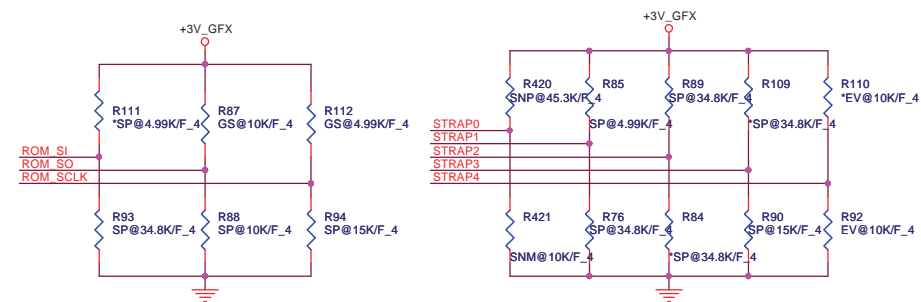 +3V_GFX
R111
*SP@4.99K/F_4
R87
GS@10K/F_4
R112
GS@4.99K/F_4
ROM_SI
ROM_SO
ROM_SCLK
R93
SP@34.8K/F_4
R88
SP@10K/F_4
R94
SP@15K/F_4
+3V_GFX
R420
SNP@45.3K/F_4
R85
SP@4.99K/F_4
R89
SP@34.8K/F_4
R109
*SP@34.8K/F_4
R110
*EV@10K/F_4
STRAP0
STRAP1
STRAP2
STRAP3
STRAP4
R421
SNM@10K/F_4
R76
SP@34.8K/F_4
R84
*SP@34.8K/F_4
R90
SP@15K/F_4
R92
EV@10K/F_4